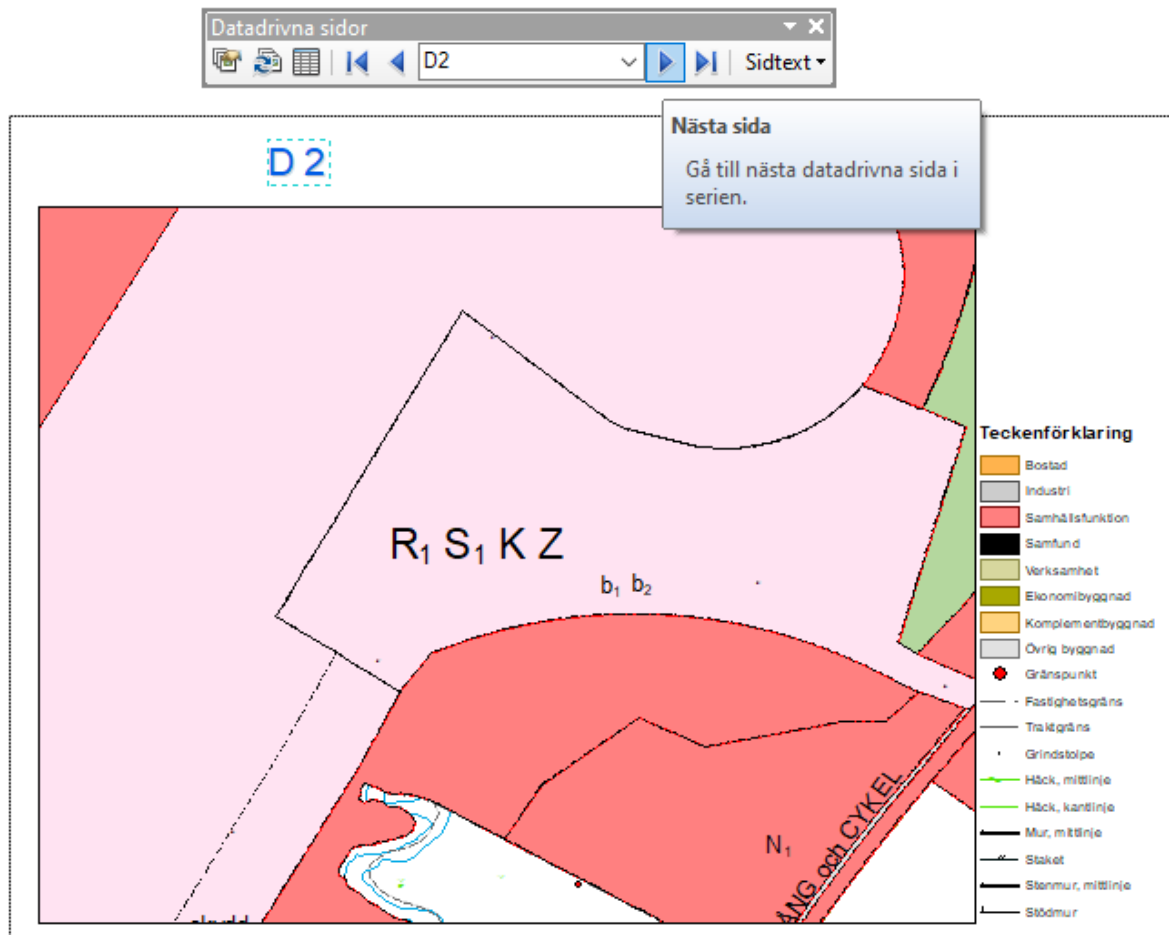 Datadrivna sidor
D2
Sidtext
Nästa sida
Gå till nästa datadrivna sida i
serien.
D 2
R₁ S₁ K Z
b₁ b₂
N₁
ÅNG och CYKEL
skydd
Teckenförklaring
Bostad
Industri
Samhällsfunktion
Samfund
Verksamhet
Ekonomibyggnad
Komplementbyggnad
Övrig byggnad
Gränspunkt
Fastighetsgräns
Traktgräns
Grindstolpe
Häck, mittlinje
Häck, kantlinje
Mur, mittlinje
Staket
Stenmur, mittlinje
Stödmur